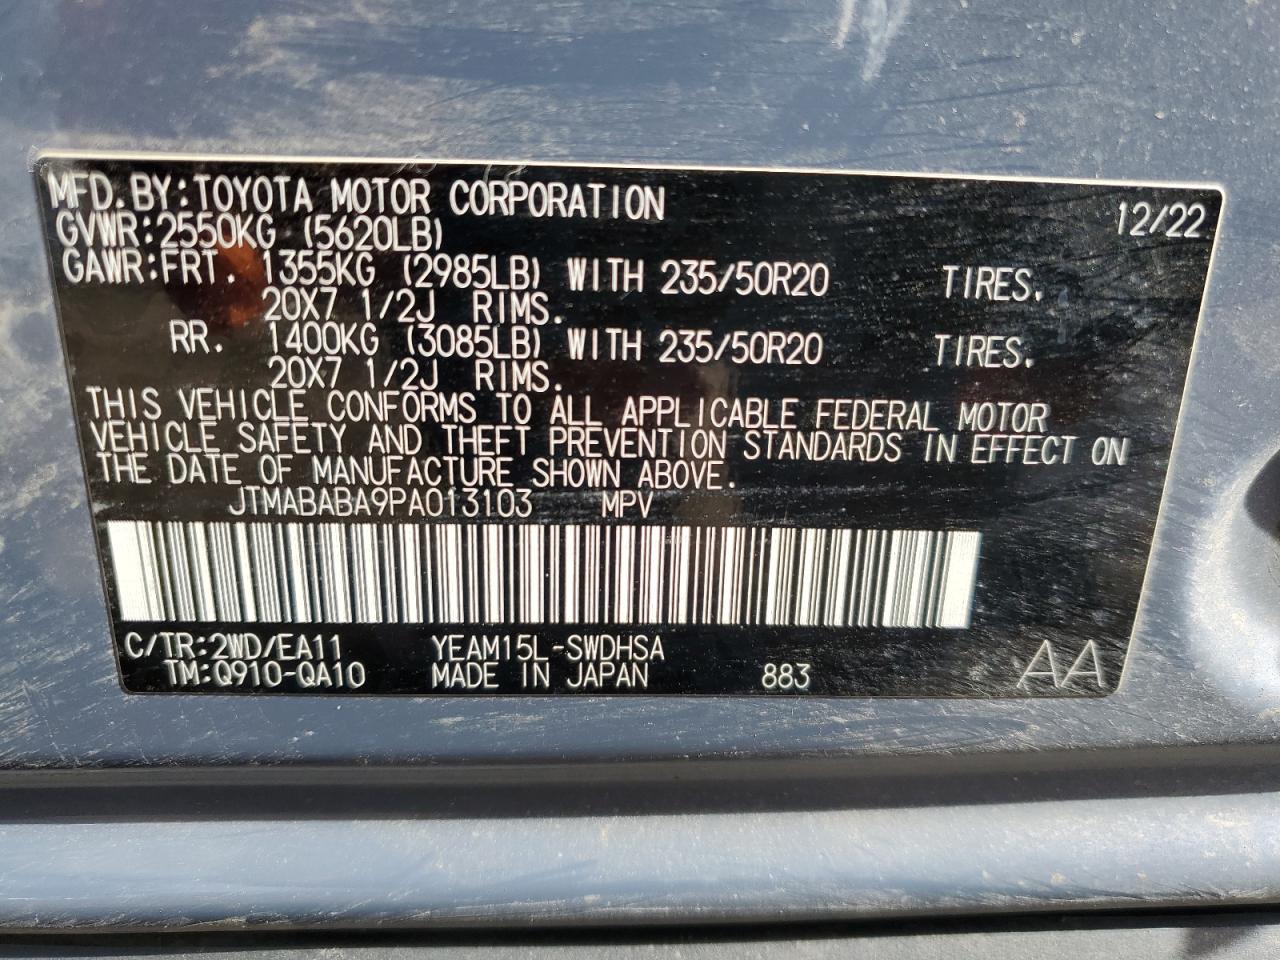 MFD. BY: TOYOTA MOTOR CORPORATION 12/22
GVWR: 2550KG (5620LB)
GAWR: FRT. 1355KG (2985LB) WITH 235/50R20 TIRES.
20X7 1/2J RIMS.
RR. 1400KG (3085LB) WITH 235/50R20 TIRES.
20X7 1/2J RIMS.
THIS VEHICLE CONFORMS TO ALL APPLICABLE FEDERAL MOTOR
VEHICLE SAFETY AND THEFT PREVENTION STANDARDS IN EFFECT ON
THE DATE OF MANUFACTURE SHOWN ABOVE.
JTMABABA9PA013103 MPV
C/TR: 2WD/EA11 YEAM15L-SWDHSA
TM: Q910-QA10 MADE IN JAPAN 883 AA